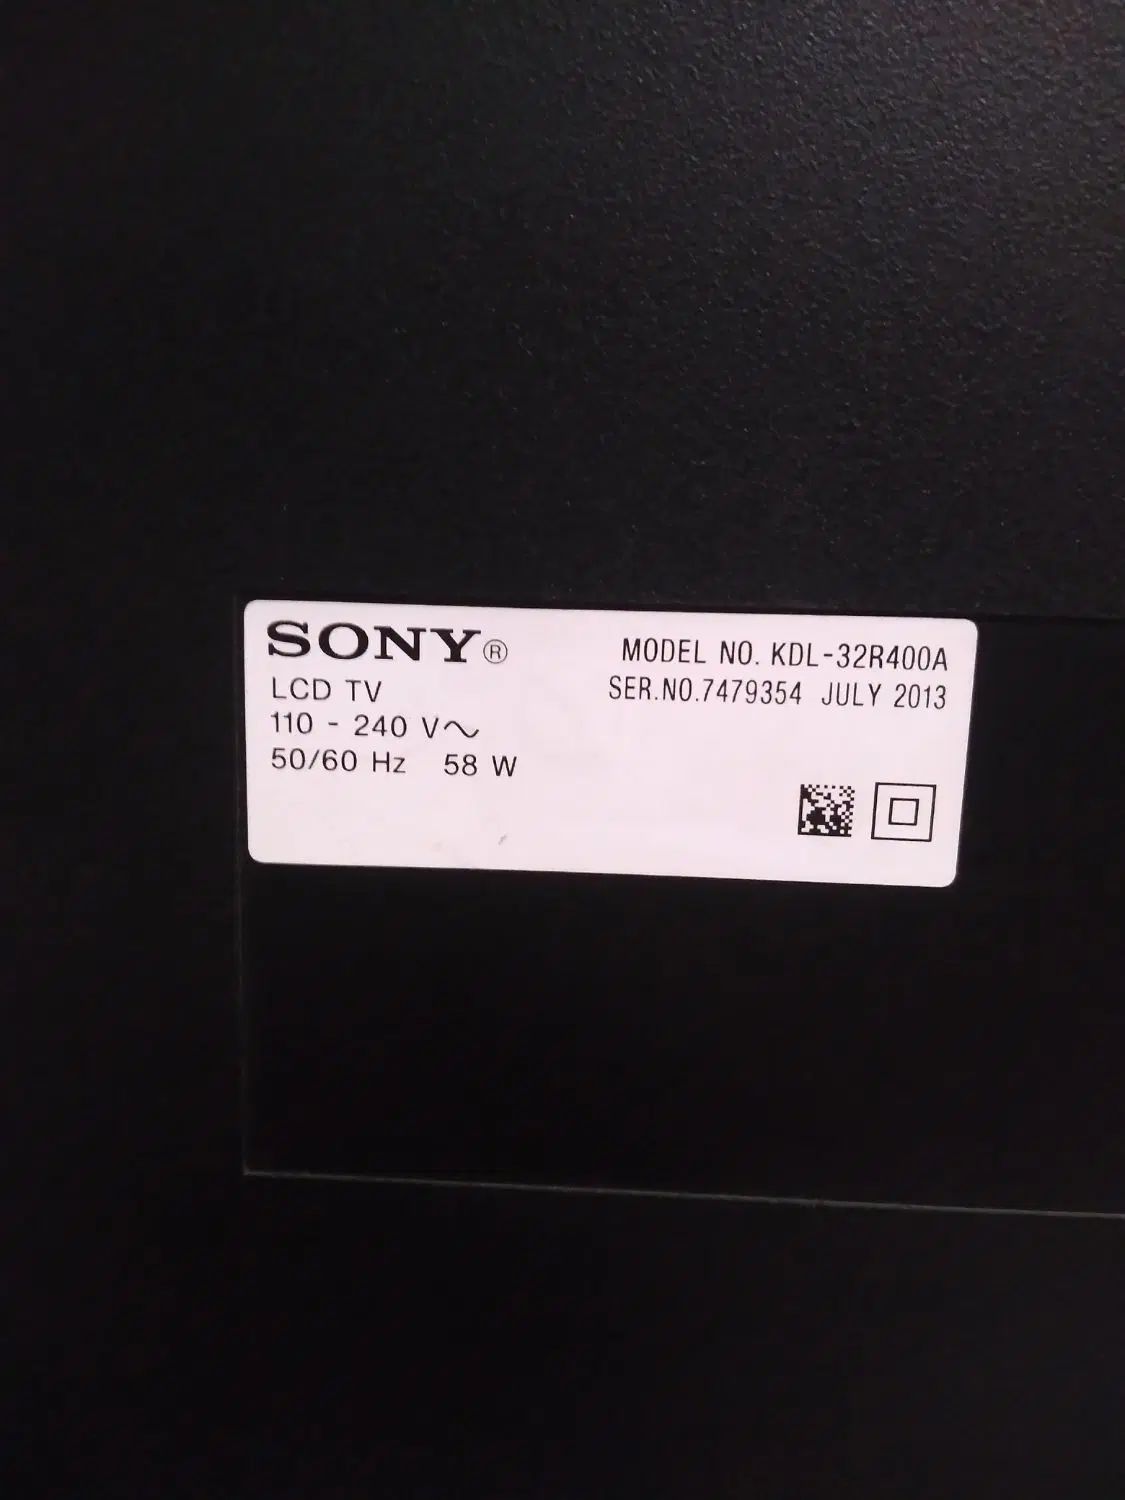 SONY®
LCD TV
110 - 240 V~
50/60 Hz 58 W
MODEL NO. KDL-32R400A
SER.NO.7479354 JULY 2013